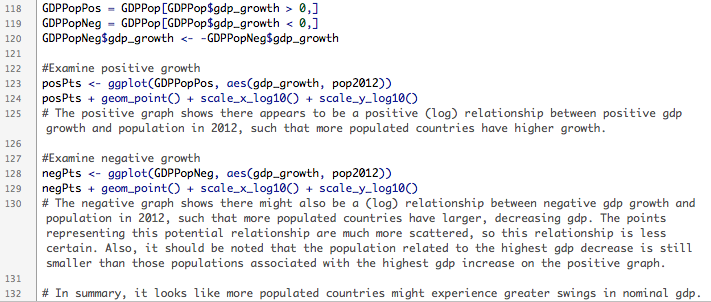 118 GDPPopPos = GDPPop[GDPPop$gdp_growth > 0,]
119 GDPPopNeg = GDPPop[GDPPop$gdp_growth < 0,]
120 GDPPopNeg$gdp_growth <- -GDPPopNeg$gdp_growth
121
122 #Examine positive growth
123 posPts <- ggplot(GDPPopPos, aes(gdp_growth, pop2012))
124 posPts + geom_point() + scale_x_log10() + scale_y_log10()
125 # The positive graph shows there appears to be a positive (log) relationship between positive gdp
growth and population in 2012, such that more populated countries have higher growth.
126
127 #Examine negative growth
128 negPts <- ggplot(GDPPopNeg, aes(gdp_growth, pop2012))
129 negPts + geom_point() + scale_x_log10() + scale_y_log10()
130 # The negative graph shows there might also be a (log) relationship between negative gdp growth and
population in 2012, such that more populated countries have larger, decreasing gdp. The points
representing this potential relationship are much more scattered, so this relationship is less
certain. Also, it should be noted that the population related to the highest gdp decrease is still
smaller than those populations associated with the highest gdp increase on the positive graph.
131
132 # In summary, it looks like more populated countries might experience greater swings in nominal gdp.